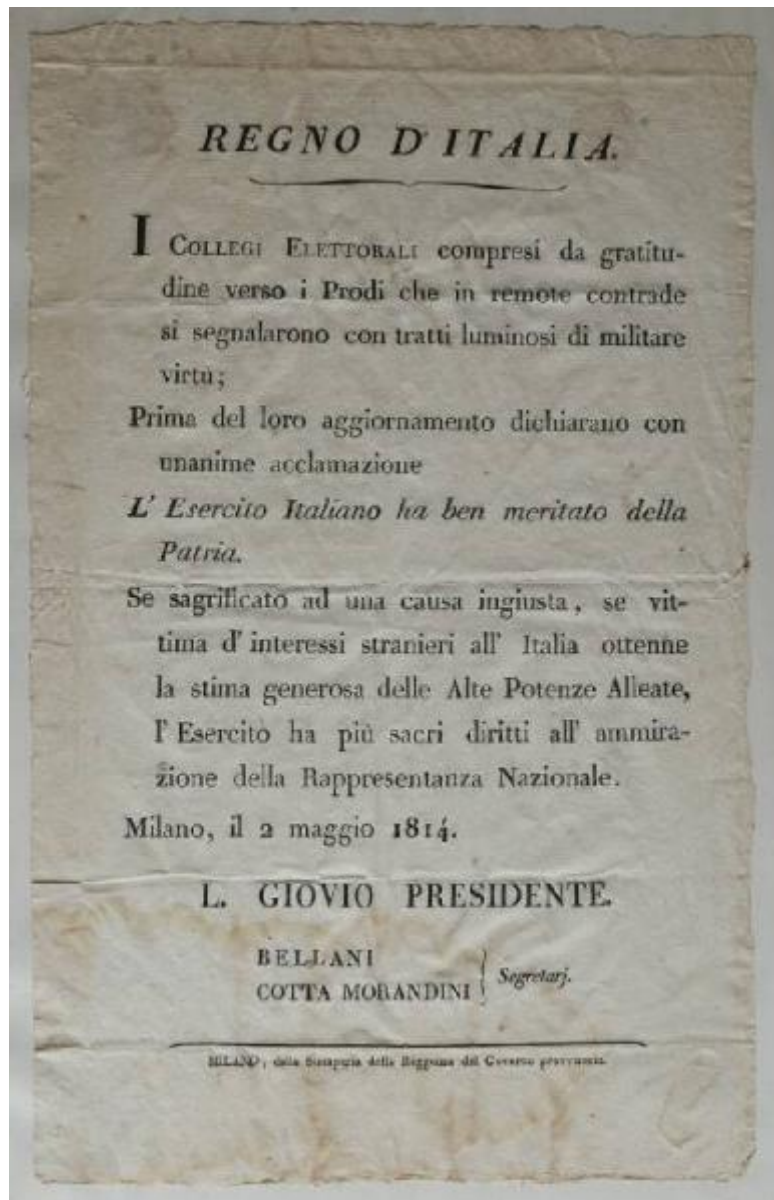 REGNO D'ITALIA.
I COLLEGI ELETTORALI compresi da gratitu-
dine verso i Prodi che in remote contrade
si segnalarono con tratti luminosi di militare
virtù;
Prima del loro aggiornamento dichiarano con
unanime acclamazione
L' Esercito Italiano ha ben meritato della
Patria.
Se sagrificato ad una causa ingiusta, se vit-
tima d' interessi stranieri all' Italia ottenne
la stima generosa delle Alte Potenze Alleate,
l' Esercito ha più sacri diritti all' ammira-
zione della Rappresentanza Nazionale.
Milano, il 2 maggio 1814.
L. GIOVIO PRESIDENTE.
BELLANI
COTTA MORANDINI } Segretarj.
MILANO, dalla Stamperia della Reggenza del Governo provvisorio.